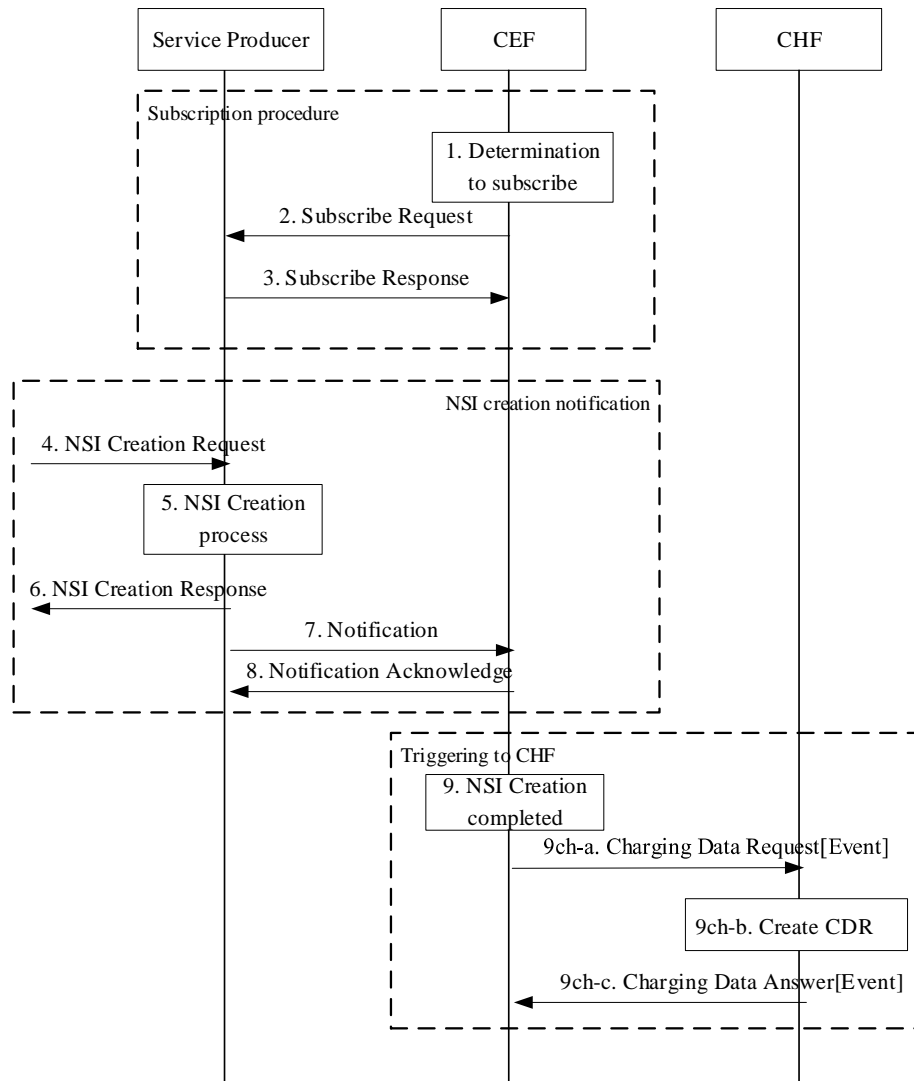 Service Producer
CEF
CHF
Subscription procedure
1. Determination
to subscribe
2. Subscribe Request
3. Subscribe Response
NSI creation notification
4. NSI Creation Request
5. NSI Creation
process
6. NSI Creation Response
7. Notification
8. Notification Acknowledge
Triggering to CHF
9. NSI Creation
completed
9ch-a. Charging Data Request[Event]
9ch-b. Create CDR
9ch-c. Charging Data Answer[Event]